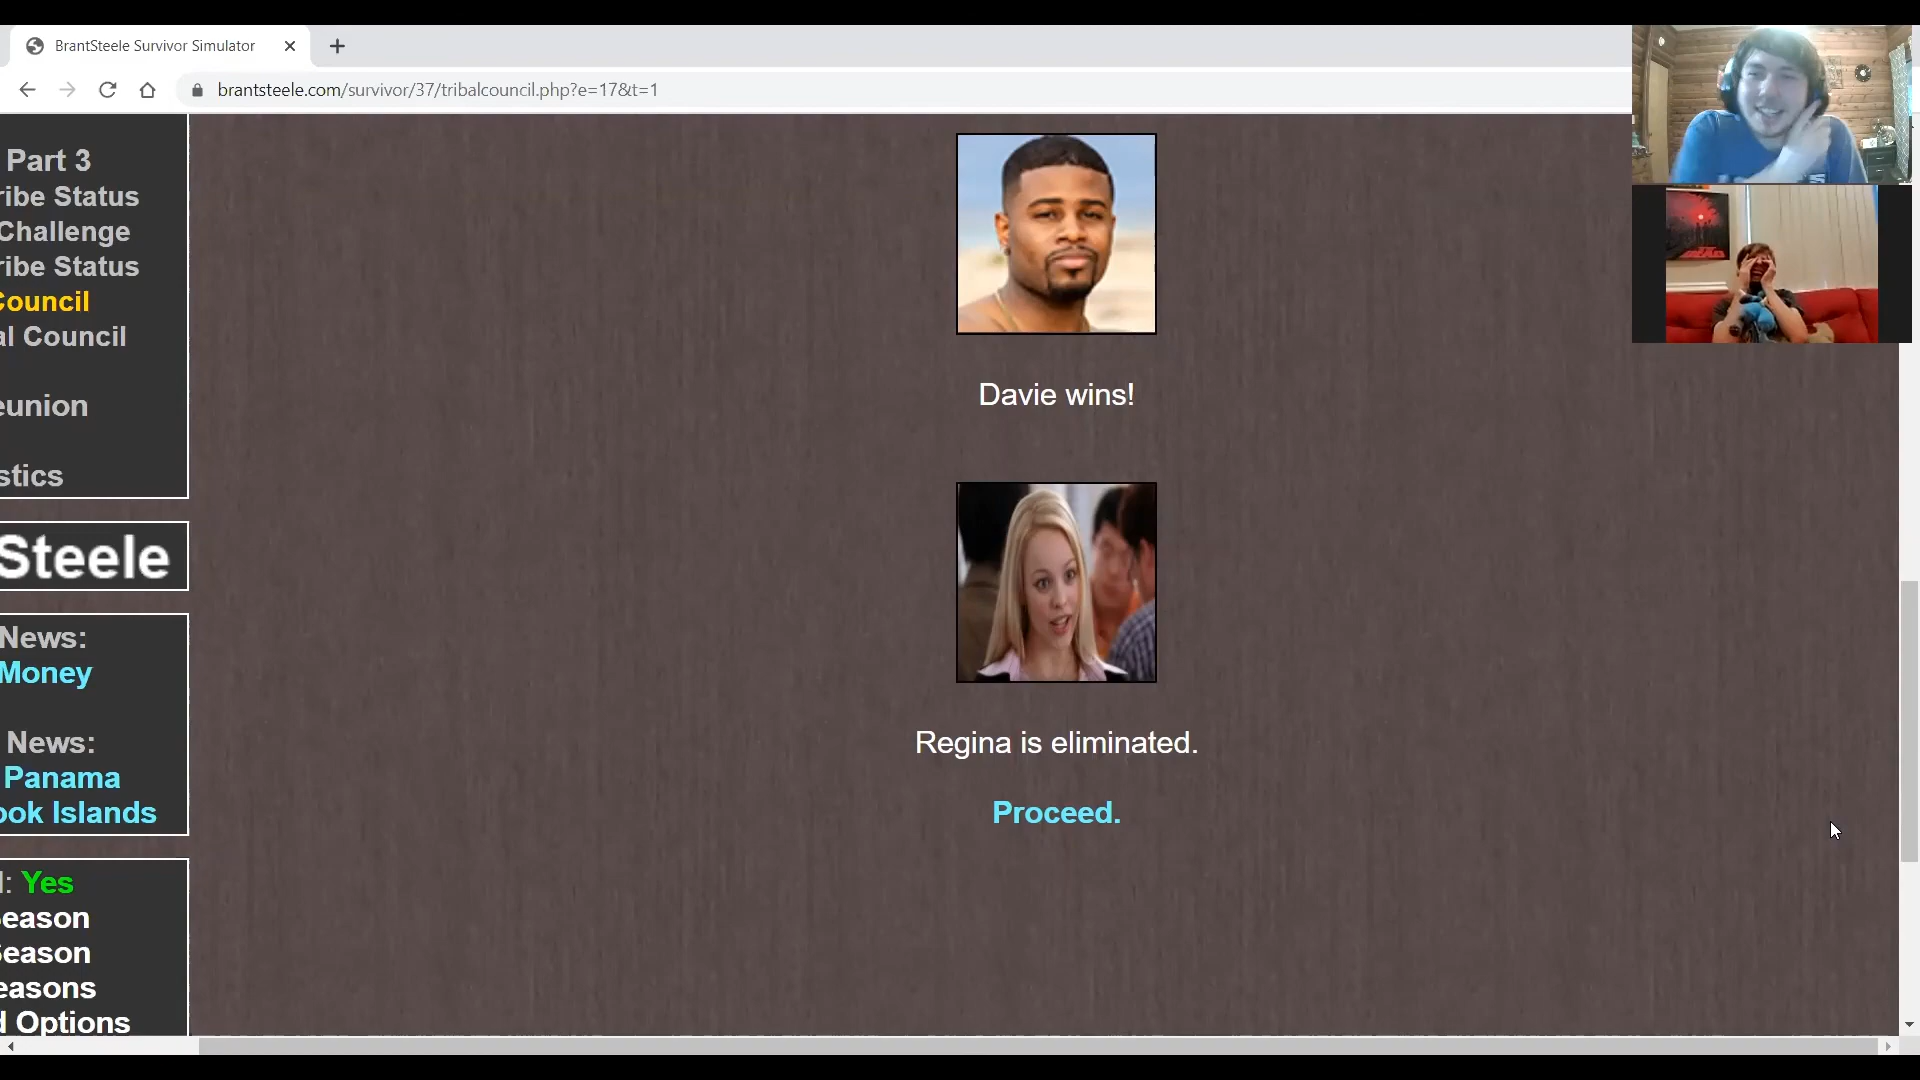 BrantSteele Survivor Simulator
brantsteele.com/survivor/37/tribalcouncil.php?e=17&t=1
Part 3
ribe Status
Challenge
ribe Status
Council
al Council
eunion
stics
Steele
News:
Money
News:
Panama
ook Islands
l: Yes
Season
Season
easons
d Options
Davie wins!
Regina is eliminated.
Proceed.